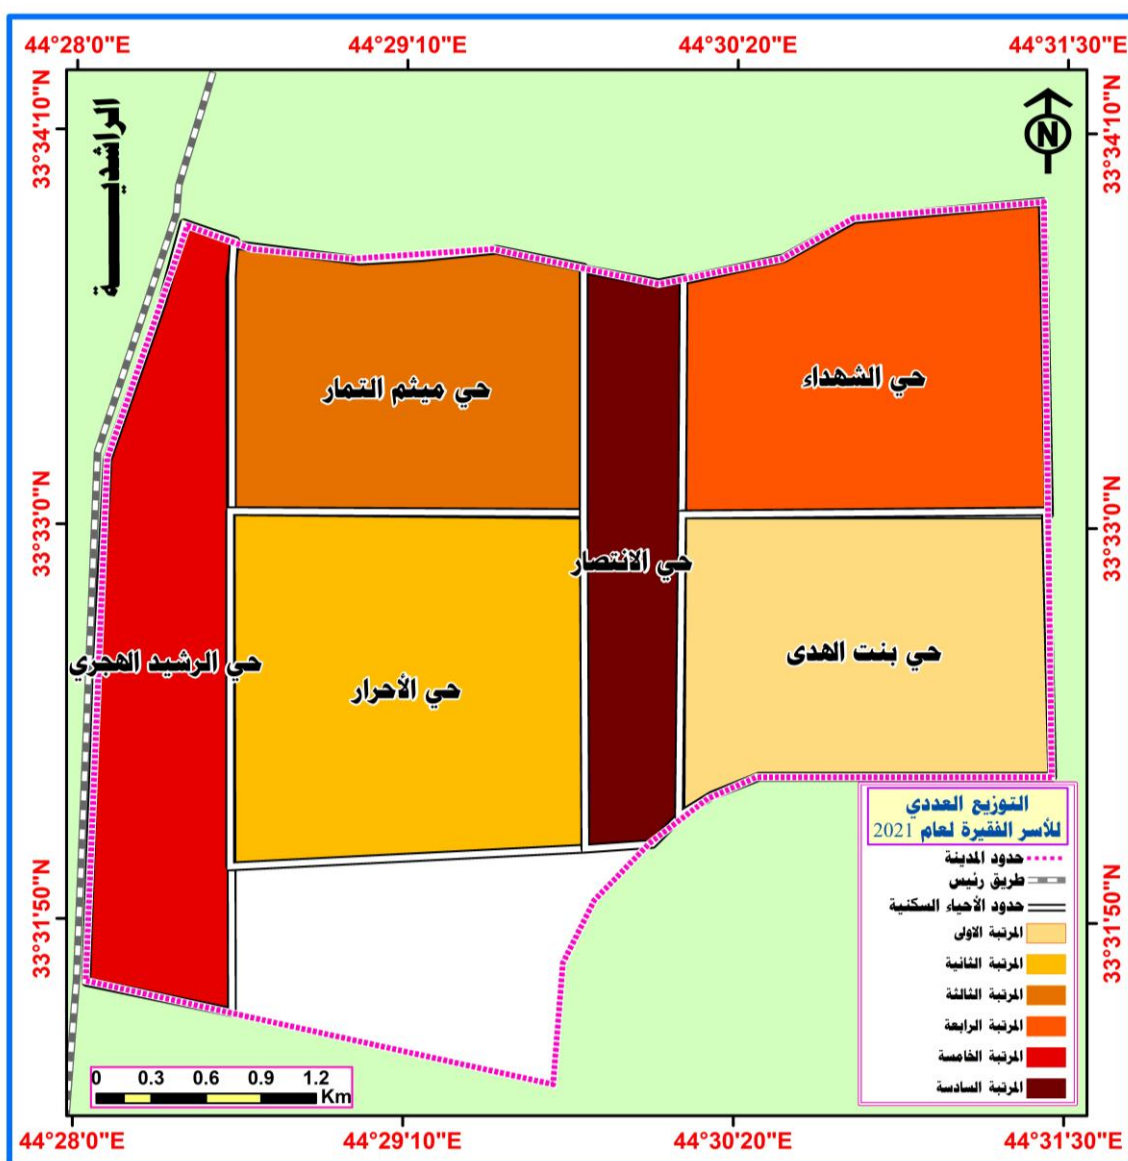 44°28'0"E
44°29'10"E
44°30'20"E
44°31'30"E
33°34'10"N
33°34'10"N
الراشديـــــــة
N
حي الشهداء
حي ميثم التمار
33°33'0"N
33°33'0"N
حي الانتصار
حي بنت الهدى
حي الرشيد الهجري
حي الأحرار
التوزيع العددي
للأسر الفقيرة لعام 2021
حدود المدينة
طريق رئيس
حدود الأحياء السكنية
المرتبة الاولى
المرتبة الثانية
المرتبة الثالثة
المرتبة الرابعة
المرتبة الخامسة
المرتبة السادسة
33°31'50"N
33°31'50"N
0 0.3 0.6 0.9 1.2
Km
44°28'0"E
44°29'10"E
44°30'20"E
44°31'30"E